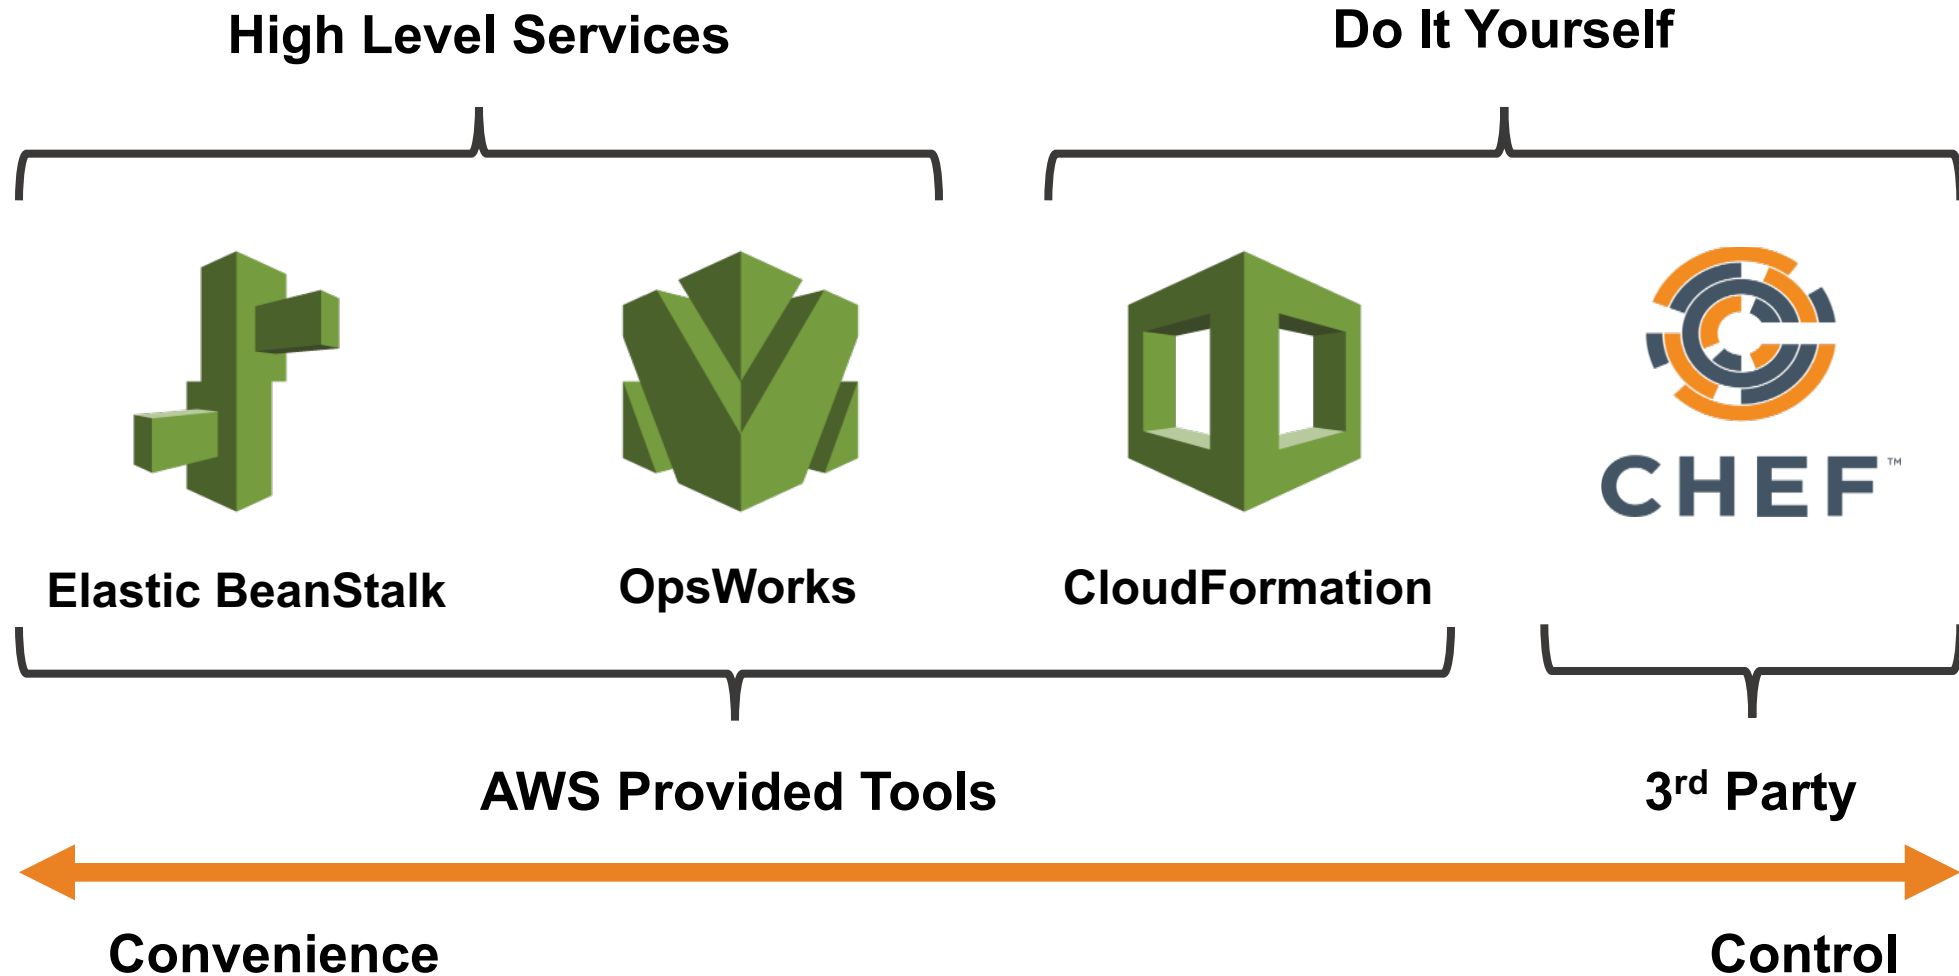 High Level Services
Do It Yourself
CHEF™
Elastic BeanStalk
OpsWorks
CloudFormation
AWS Provided Tools
3rd Party
Convenience
Control